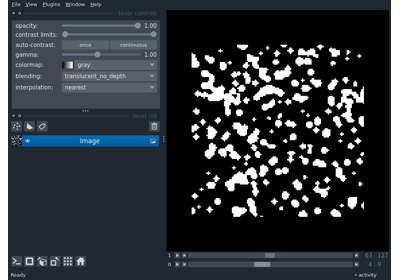 File View Plugins Window Help
layer controls
opacity: 1.00
contrast limits:
auto-contrast: once continuous
gamma: 1.00
colormap: gray
blending: translucent_no_depth
interpolation: nearest
layer list
Image
1 63 127
0 4 9
Ready activity